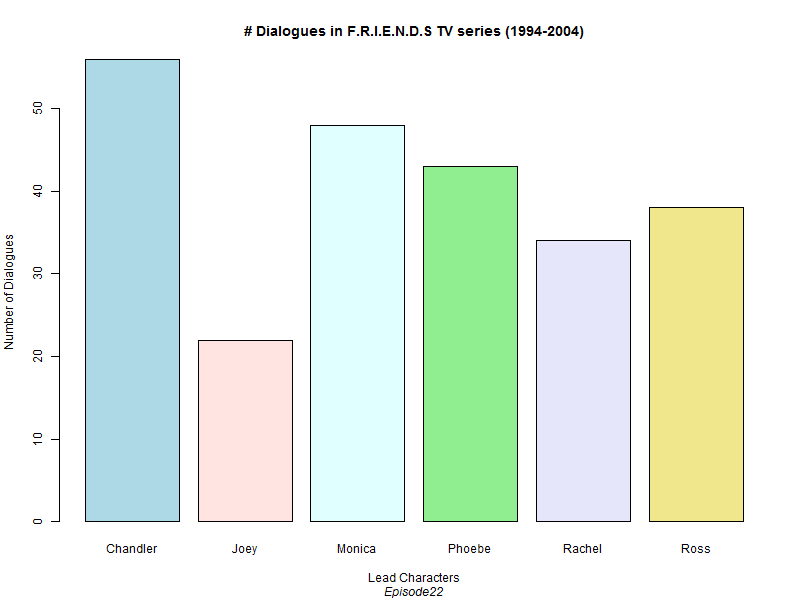 # Dialogues in F.R.I.E.N.D.S TV series (1994-2004)
50
40
30
20
10
0
Number of Dialogues
Chandler Joey Monica Phoebe Rachel Ross
Lead Characters
Episode22